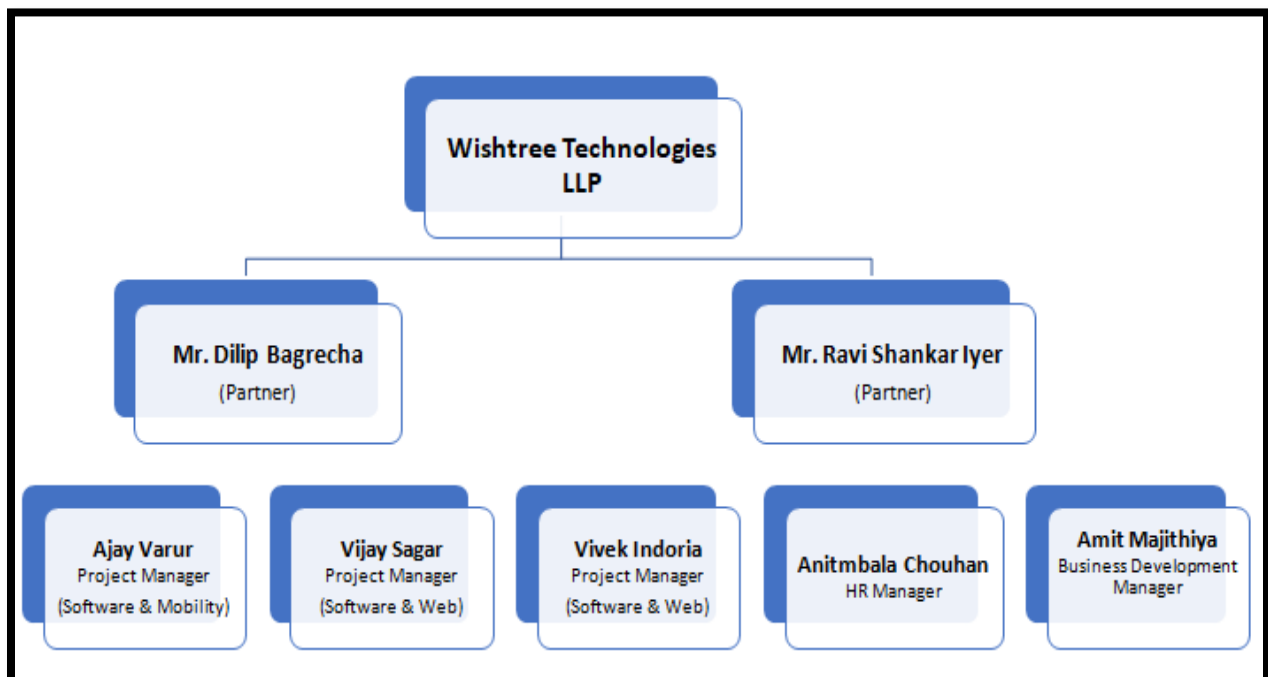 Wishtree Technologies
LLP
Mr. Dilip Bagrecha
(Partner)
Mr. Ravi Shankar Iyer
(Partner)
Ajay Varur
Project Manager
(Software & Mobility)
Vijay Sagar
Project Manager
(Software & Web)
Vivek Indoria
Project Manager
(Software & Web)
Anitmbala Chouhan
HR Manager
Amit Majithiya
Business Development
Manager